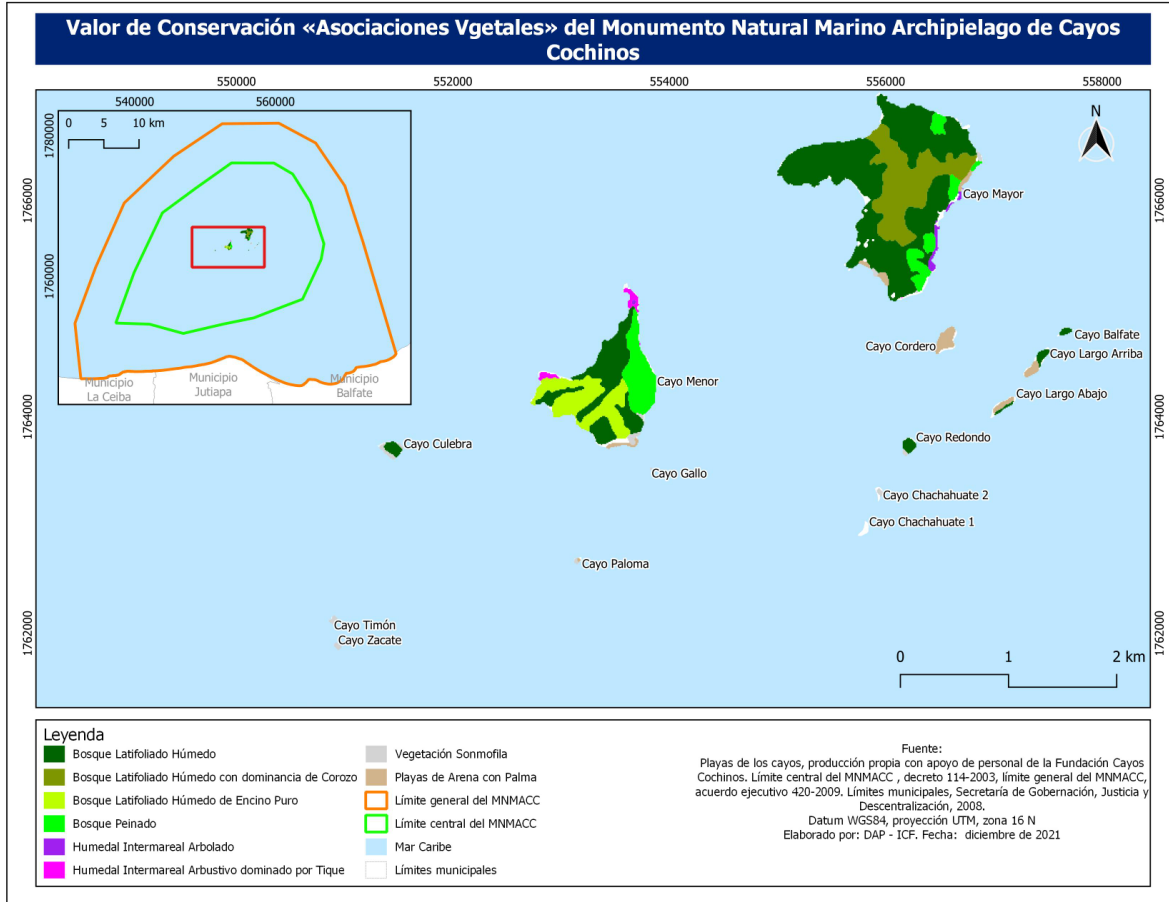 Valor de Conservación «Asociaciones Vgetales» del Monumento Natural Marino Archipielago de Cayos
Cochinos
550000
552000
554000
556000
558000
540000
560000
0 5 10 km
1780000
1760000
1766000
1764000
1762000
1766000
1764000
1762000
Municipio
La Ceiba
Municipio
Jutiapa
Municipio
Balfate
N
Cayo Mayor
Cayo Balfate
Cayo Cordero
Cayo Largo Arriba
Cayo Menor
Cayo Largo Abajo
Cayo Culebra
Cayo Redondo
Cayo Gallo
Cayo Chachahuate 2
Cayo Chachahuate 1
Cayo Paloma
Cayo Timón
Cayo Zacate
0 1 2 km
Leyenda
Bosque Latifoliado Húmedo
Bosque Latifoliado Húmedo con dominancia de Corozo
Bosque Latifoliado Húmedo de Encino Puro
Bosque Peinado
Humedal Intermareal Arbolado
Humedal Intermareal Arbustivo dominado por Tique
Vegetación Sonmofila
Playas de Arena con Palma
Límite general del MNMACC
Límite central del MNMACC
Mar Caribe
Límites municipales
Fuente:
Playas de los cayos, producción propia con apoyo de personal de la Fundación Cayos
Cochinos. Límite central del MNMACC , decreto 114-2003, límite general del MNMACC,
acuerdo ejecutivo 420-2009. Límites municipales, Secretaría de Gobernación, Justicia y
Descentralización, 2008.
Datum WGS84, proyección UTM, zona 16 N
Elaborado por: DAP - ICF. Fecha: diciembre de 2021